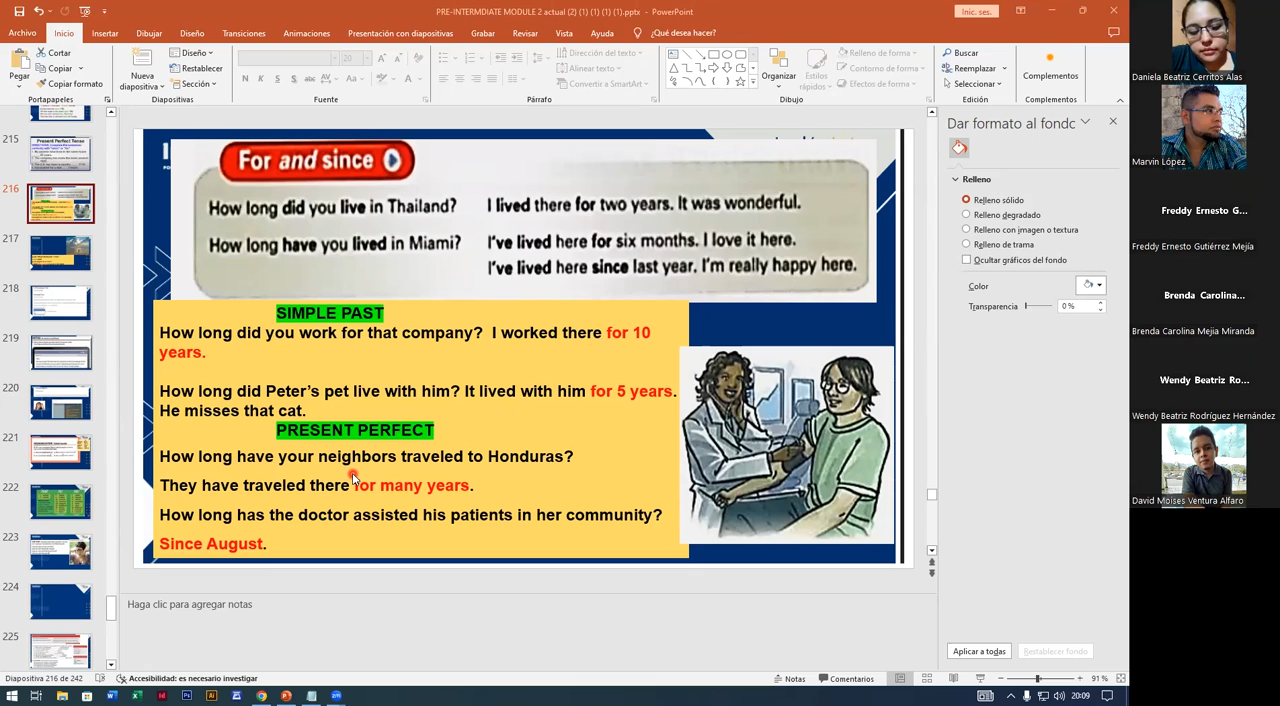 PRE-INTERMDIATE MODULE 2 actual (2) (1) (1) (1) (1).pptx - PowerPoint
Inic. ses.
Archivo Inicio Insertar Dibujar Diseño Transiciones Animaciones Presentación con diapositivas Grabar Revisar Vista Ayuda ¿Qué desea hacer?
Pegar
Cortar
Copiar
Copiar formato
Portapapeles
Nueva
diapositiva
Diseño
Restablecer
Sección
Diapositivas
20
N K S S abc AV Aa A
Fuente
Párrafo
Dirección del texto
Alinear texto
Convertir a SmartArt
Organizar
Estilos
rápidos
Relleno de forma
Contorno de forma
Efectos de forma
Dibujo
Buscar
Reemplazar
Seleccionar
Edición
Complementos
Complementos
215
Present Perfect Tense
216
217
218
219
220
221
222
223
224
225
For and since
How long did you live in Thailand? I lived there for two years. It was wonderful.
How long have you lived in Miami? I've lived here for six months. I love it here.
I've lived here since last year. I'm really happy here.
SIMPLE PAST
How long did you work for that company? I worked there for 10
years.
How long did Peter's pet live with him? It lived with him for 5 years.
He misses that cat.
PRESENT PERFECT
How long have your neighbors traveled to Honduras?
They have traveled there for many years.
How long has the doctor assisted his patients in her community?
Since August.
Haga clic para agregar notas
Dar formato al fondo
Relleno
Relleno sólido
Relleno degradado
Relleno con imagen o textura
Relleno de trama
Ocultar gráficos del fondo
Color
Transparencia 0 %
Aplicar a todas
Restablecer fondo
Daniela Beatriz Cerritos Alas
Marvin López
Freddy Ernesto G...
Freddy Ernesto Gutiérrez Mejía
Brenda Carolina...
Brenda Carolina Mejia Miranda
Wendy Beatriz Ro...
Wendy Beatriz Rodríguez Hernández
David Moises Ventura Alfaro
Diapositiva 216 de 242
Accesibilidad: es necesario investigar
Notas
Comentarios
91 %
20:09